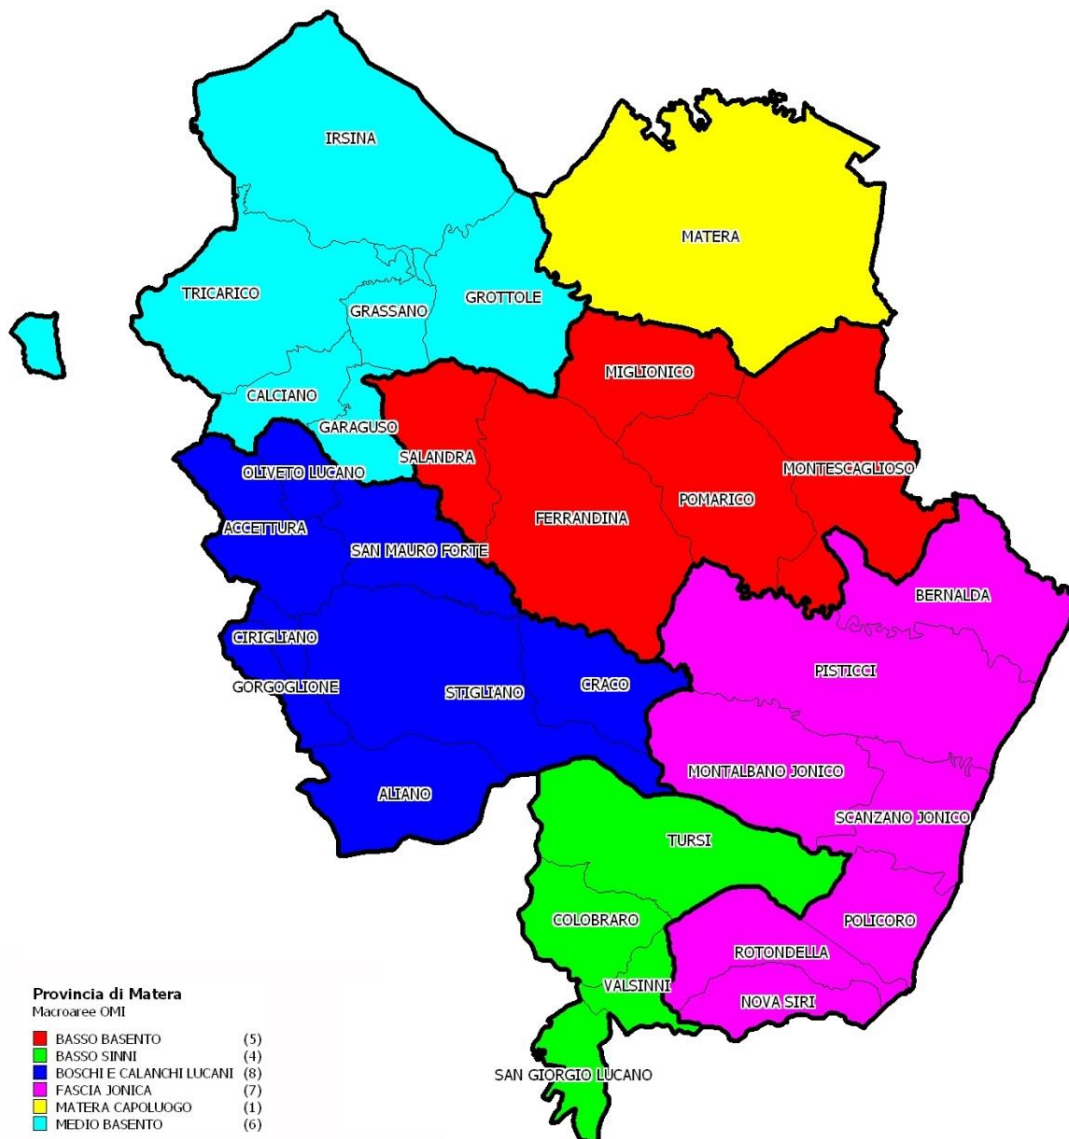 IRSINA
MATERA
TRICARICO
GROTTOLE
GRASSANO
MIGLIONICO
CALCIANO
GARAGUSO
SALANDRA
MONTESCAGLIOSO
OLIVETO LUCANO
POMARICO
FERRANDINA
ACCETTURA
SAN MAURO FORTE
BERNALDA
CIRIGLIANO
PISTICCI
GORGOGLIONE
CRACO
STIGLIANO
MONTALBANO JONICO
ALIANO
SCANZANO JONICO
TURSI
COLOBRARO
POLICORO
ROTONDELLA
VALSINNI
NOVA SIRI
SAN GIORGIO LUCANO
Provincia di Matera
Macroaree OMI
BASSO BASENTO (5)
BASSO SINNI (4)
BOSCHI E CALANCHI LUCANI (8)
FASCIA JONICA (7)
MATERA CAPOLUOGO (1)
MEDIO BASENTO (6)